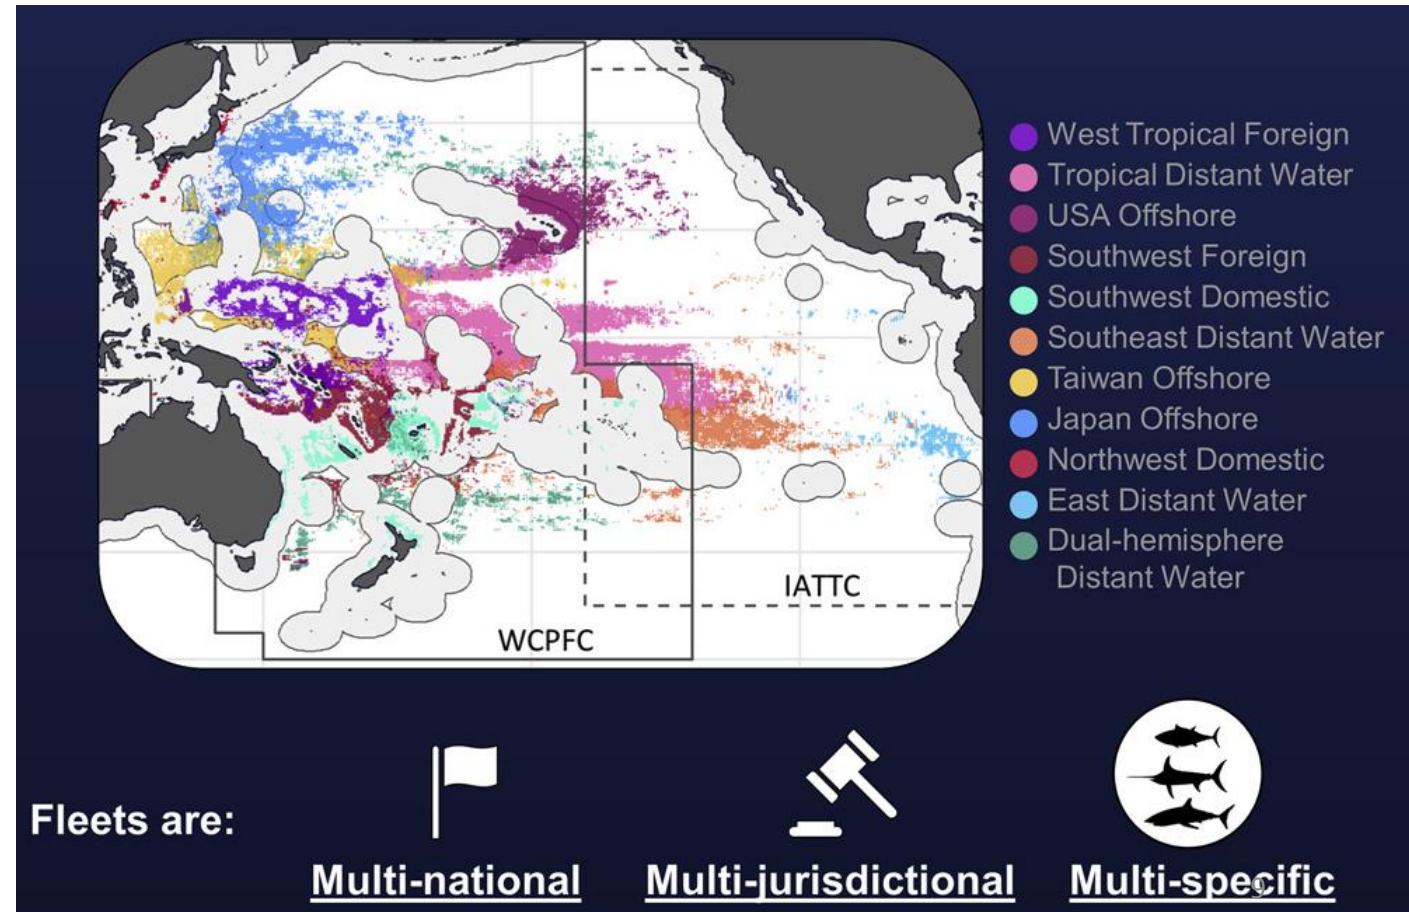 West Tropical Foreign
Tropical Distant Water
USA Offshore
Southwest Foreign
Southwest Domestic
Southeast Distant Water
Taiwan Offshore
Japan Offshore
Northwest Domestic
East Distant Water
Dual-hemisphere
Distant Water
IATTC
WCPFC
Fleets are:
Multi-national
Multi-jurisdictional
Multi-specific
9